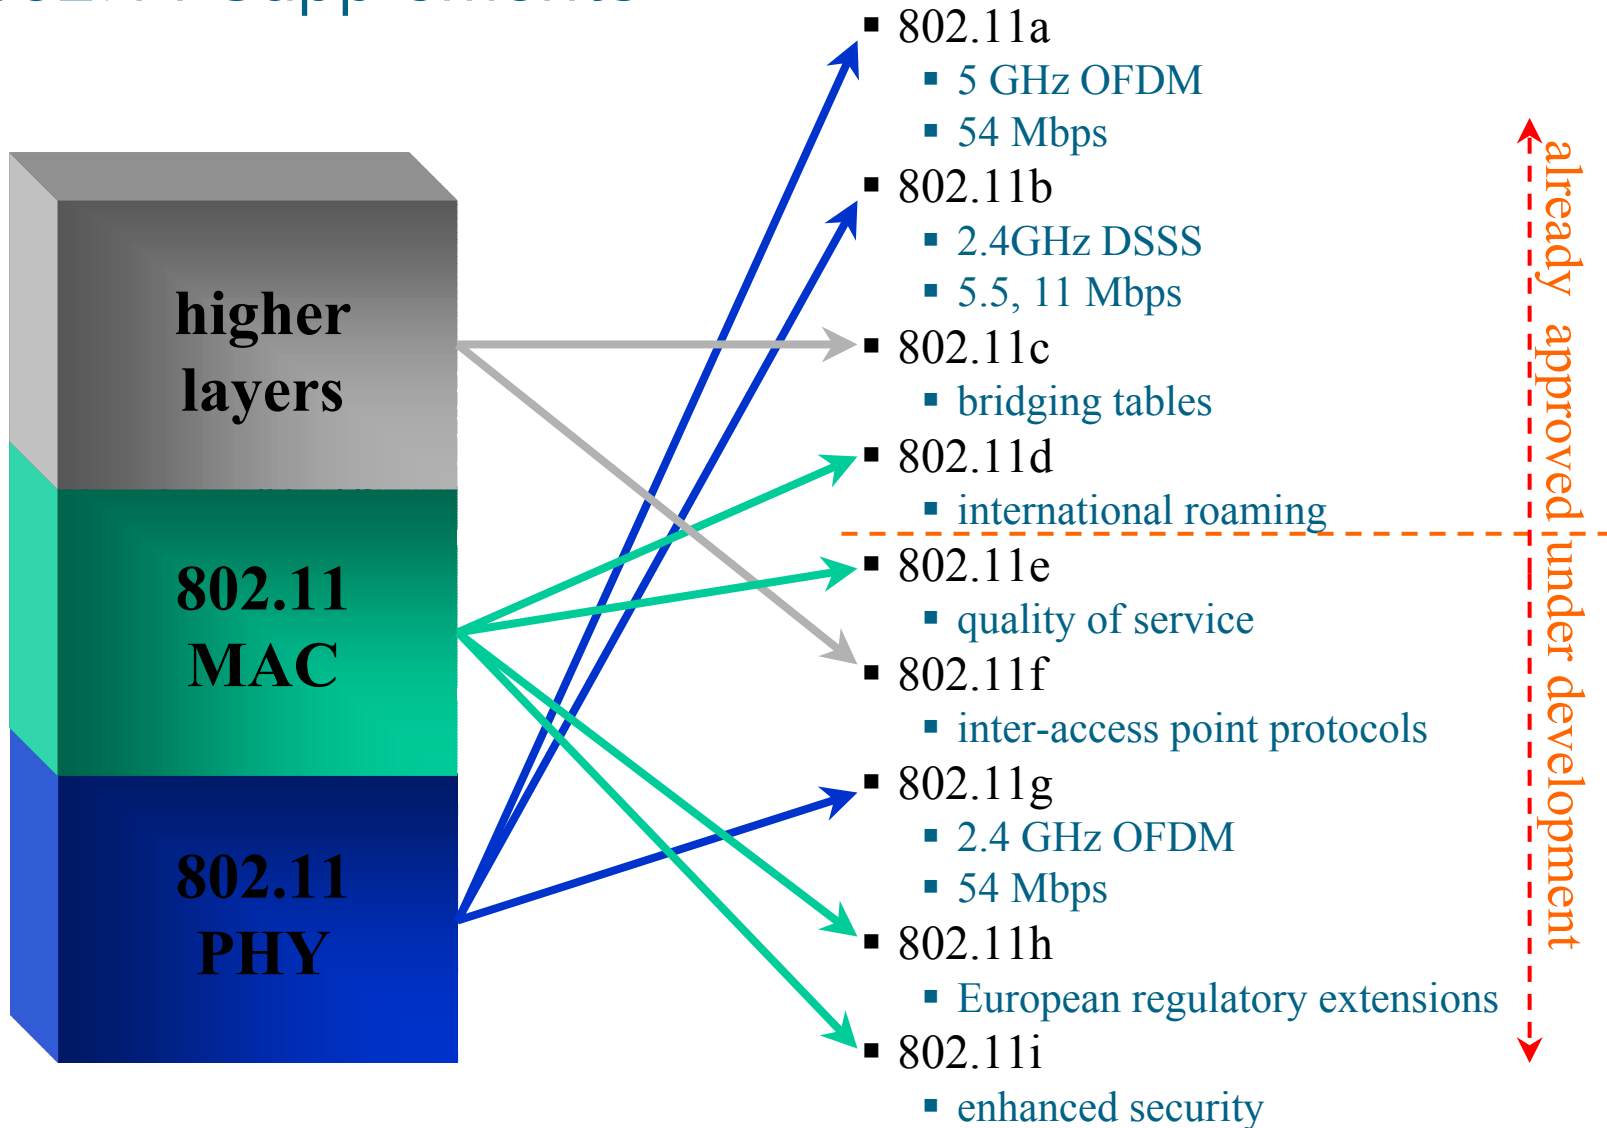 higher
layers
802.11
MAC
802.11
PHY
▪ 802.11a
▪ 5 GHz OFDM
▪ 54 Mbps
▪ 802.11b
▪ 2.4GHz DSSS
▪ 5.5, 11 Mbps
▪ 802.11c
▪ bridging tables
▪ 802.11d
▪ international roaming
▪ 802.11e
▪ quality of service
▪ 802.11f
▪ inter-access point protocols
▪ 802.11g
▪ 2.4 GHz OFDM
▪ 54 Mbps
▪ 802.11h
▪ European regulatory extensions
▪ 802.11i
▪ enhanced security
already approved
under development